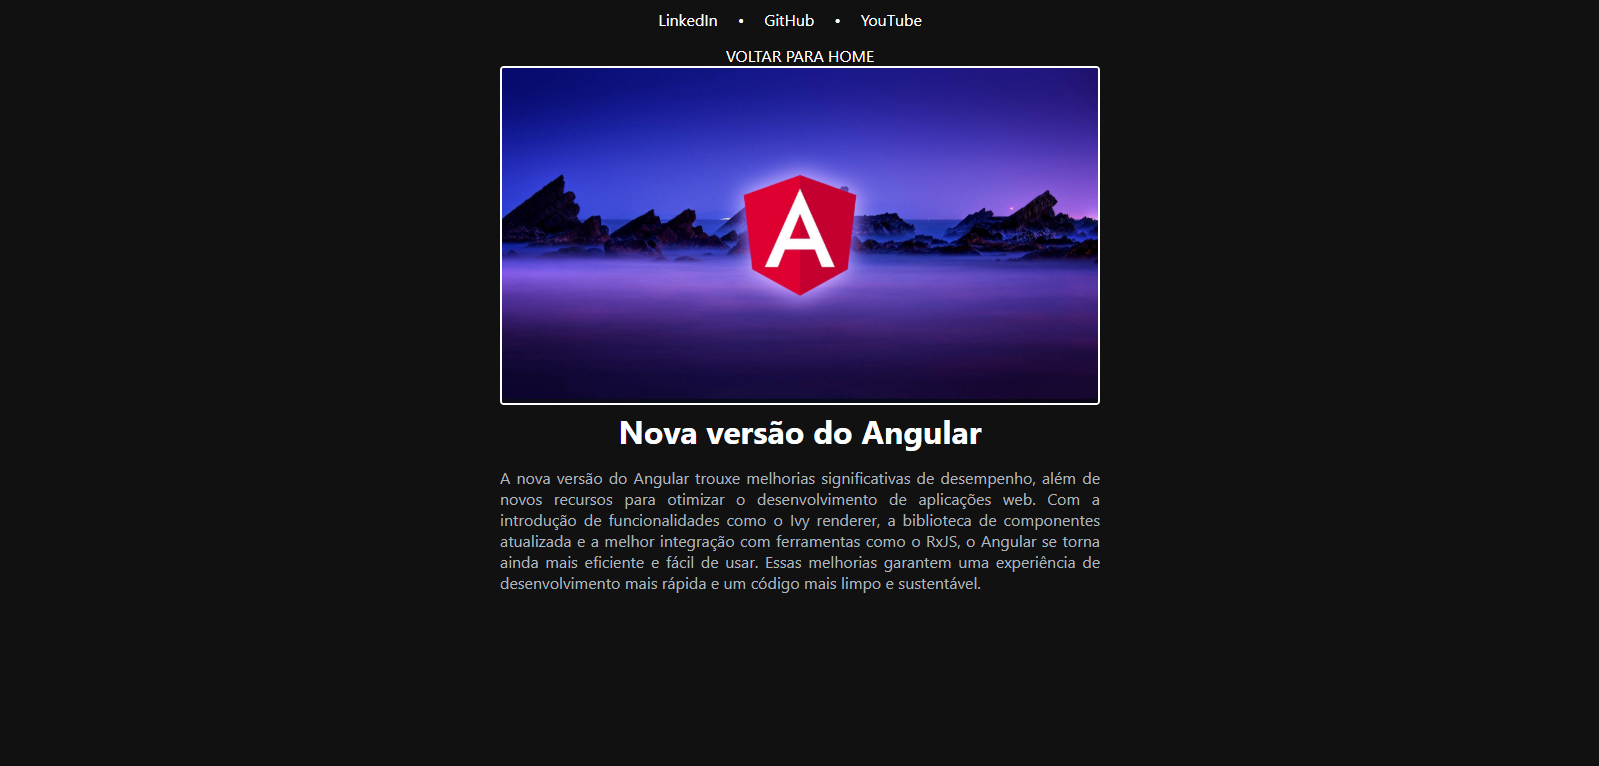 LinkedIn • GitHub • YouTube
VOLTAR PARA HOME
A
Nova versão do Angular
A nova versão do Angular trouxe melhorias significativas de desempenho, além de
novos recursos para otimizar o desenvolvimento de aplicações web. Com a
introdução de funcionalidades como o Ivy renderer, a biblioteca de componentes
atualizada e a melhor integração com ferramentas como o RxJS, o Angular se torna
ainda mais eficiente e fácil de usar. Essas melhorias garantem uma experiência de
desenvolvimento mais rápida e um código mais limpo e sustentável.